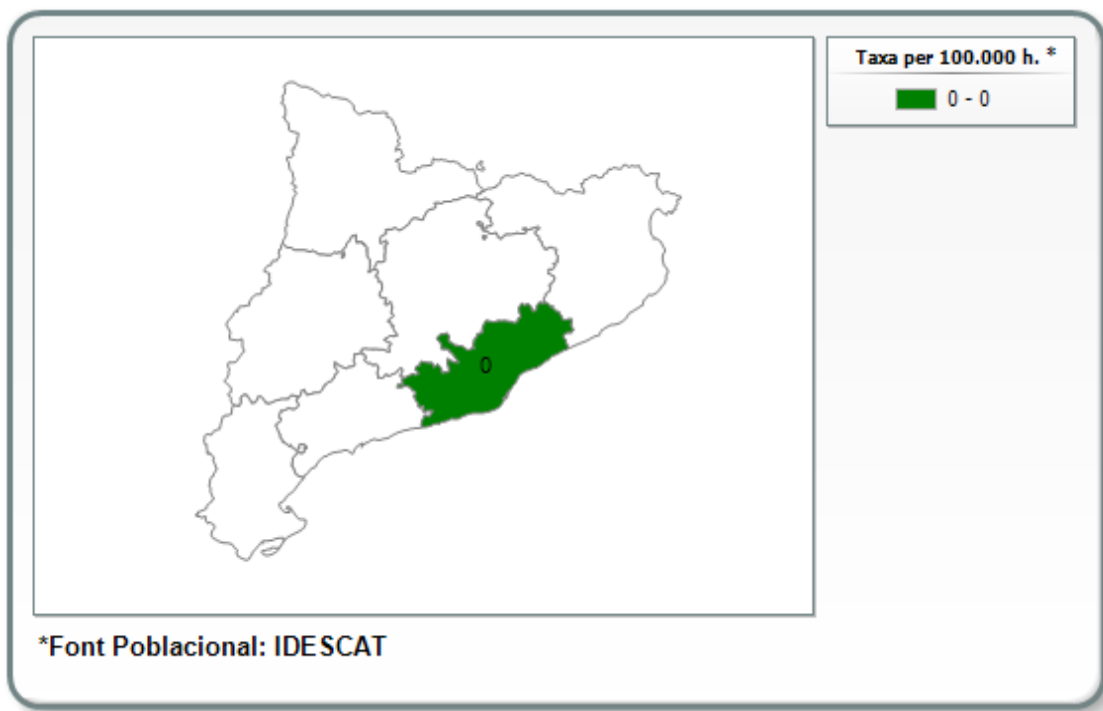 Taxa per 100.000 h. *
0 - 0
0
*Font Poblacional: IDESCAT